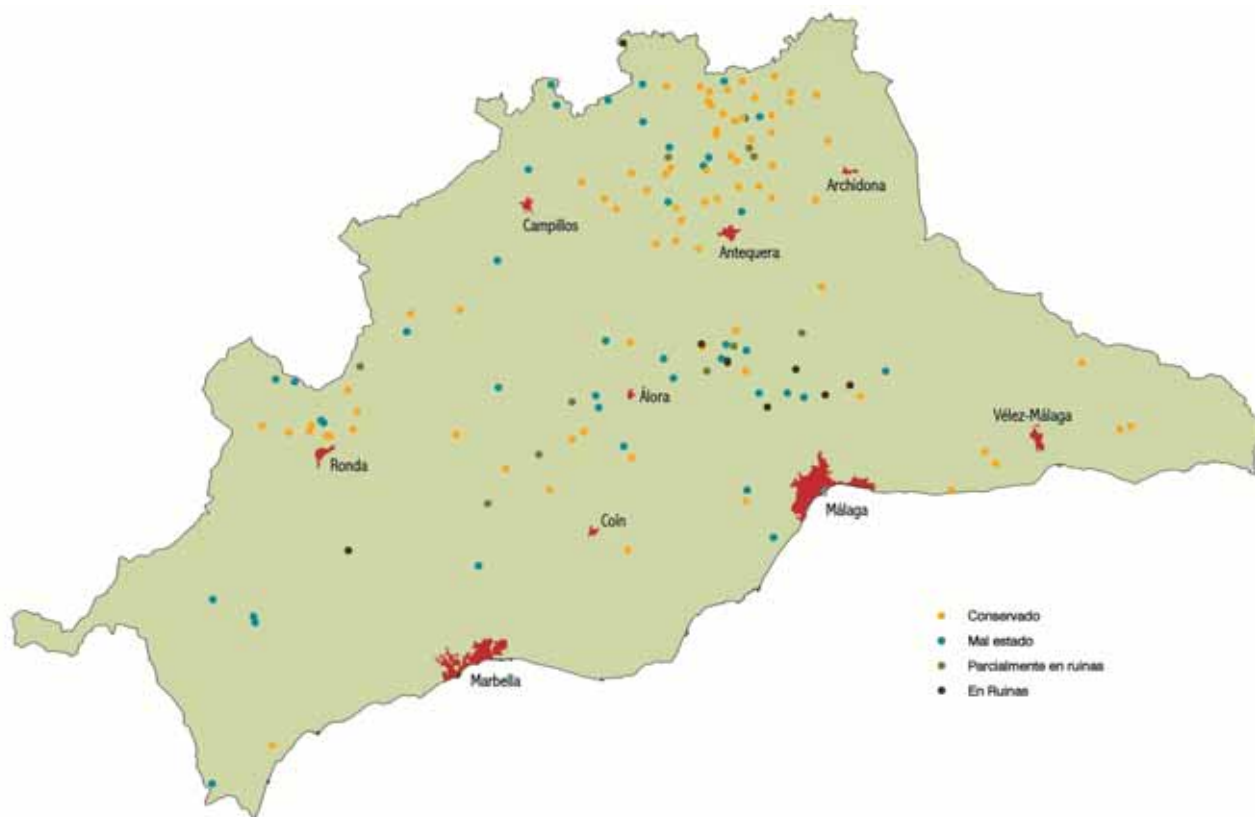 Archidona
Campillos
Antequera
Álora
Vélez-Málaga
Ronda
Málaga
Coín
Conservado
Mal estado
Parcialmente en ruinas
En Ruinas
Marbella